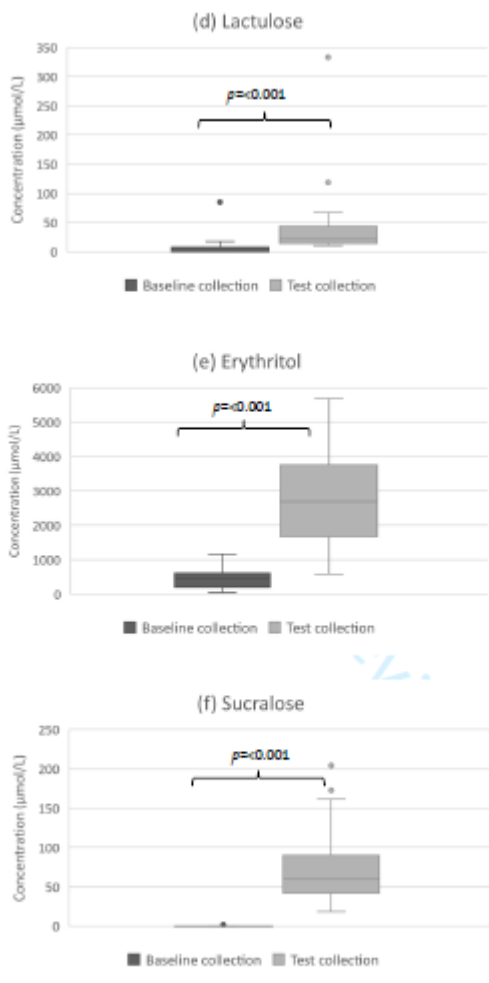 (d) Lactulose
350
300
250
200
150
100
50
0
Concentration (µmol/L)
p=<0.001
Baseline collection Test collection
(e) Erythritol
6000
5000
4000
3000
2000
1000
0
Concentration (µmol/L)
p=<0.001
Baseline collection Test collection
(f) Sucralose
250
200
150
100
50
0
Concentration (µmol/L)
p=<0.001
Baseline collection Test collection